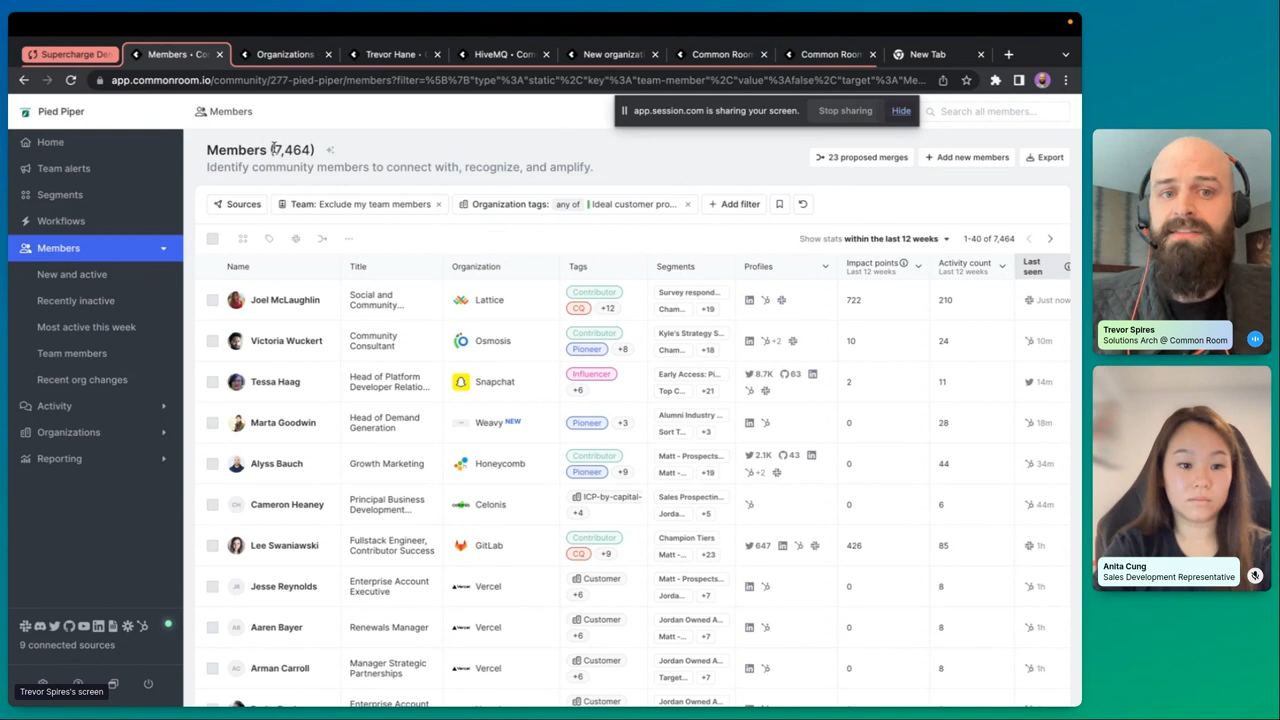 Supercharge Den
Members • Co
Organizations
Trevor Hane •
HiveMQ • Com
New organizat
Common Room
Common Room
New Tab
app.commonroom.io/community/277-pied-piper/members?filter=%5B%7B"type"%3A"static"%2C"key"%3A"team-member"%2C"value"%3Afalse%2C"target"%3A"Me...
Pied Piper
Members
app.session.com is sharing your screen.
Stop sharing
Hide
Search all members...
Home
Team alerts
Segments
Workflows
Members
New and active
Recently inactive
Most active this week
Team members
Recent org changes
Activity
Organizations
Reporting
9 connected sources
Trevor Spires's screen
Members (7,464)
Identify community members to connect with, recognize, and amplify.
23 proposed merges
Add new members
Export
Sources
Team: Exclude my team members
Organization tags: any of Ideal customer pro...
Add filter
Show stats within the last 12 weeks
1-40 of 7,464
Name Title Organization Tags Segments Profiles Impact points Last 12 weeks Activity count Last 12 weeks Last seen
Joel McLaughlin Social and Community... Lattice Contributor CQ +12 Survey respond... Cham... +19 722 210 Just now
Victoria Wuckert Community Consultant Osmosis Contributor Pioneer +8 Kyle's Strategy S... Cham... +18 +2 10 24 10m
Tessa Haag Head of Platform Developer Relatio... Snapchat Influencer +6 Early Access: Pi... Top C... +21 8.7K 63 2 11 14m
Marta Goodwin Head of Demand Generation Weavy NEW Pioneer +3 Alumni Industry ... Sort T... +3 0 28 18m
Alyss Bauch Growth Marketing Honeycomb Contributor Pioneer +9 Champion Tiers Matt -... +19 2.1K 43 +2 0 44 34m
Cameron Heaney Principal Business Development... Celonis ICP-by-capital- +4 Sales Prospectin... Jorda... +5 0 6 44m
Lee Swaniawski Fullstack Engineer, Contributor Success GitLab Contributor CQ +9 Champion Tiers Matt -... +23 647 426 85 1h
Jesse Reynolds Enterprise Account Executive Vercel Customer +6 Matt - Prospects... Jorda... +7 0 8 1h
Aaren Bayer Renewals Manager Vercel Customer +6 Jordan Owned A... Matt -... +7 0 8 1h
Arman Carroll Manager Strategic Partnerships Vercel Customer +6 Jordan Owned A... Target... +7 0 8 1h
Customer
Jordan Owned A...
Trevor Spires
Solutions Arch @ Common Room
Anita Cung
Sales Development Representative